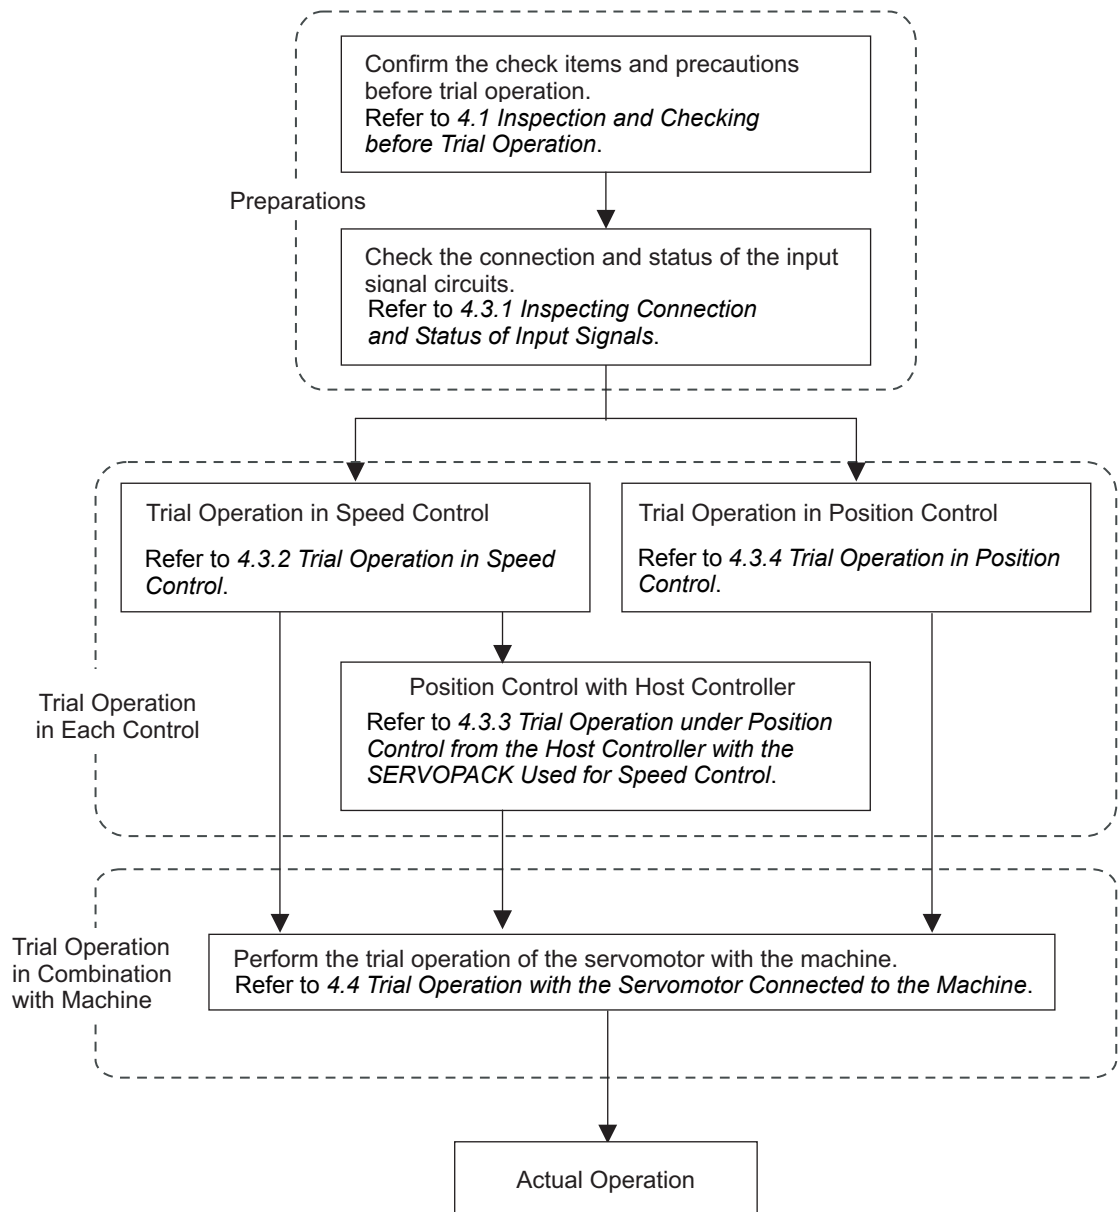 Confirm the check items and precautions
before trial operation.
Refer to 4.1 Inspection and Checking
before Trial Operation.
Preparations
Check the connection and status of the input
signal circuits.
Refer to 4.3.1 Inspecting Connection
and Status of Input Signals.
Trial Operation in Speed Control
Refer to 4.3.2 Trial Operation in Speed
Control.
Trial Operation in Position Control
Refer to 4.3.4 Trial Operation in Position
Control.
Trial Operation
in Each Control
Position Control with Host Controller
Refer to 4.3.3 Trial Operation under Position
Control from the Host Controller with the
SERVOPACK Used for Speed Control.
Trial Operation
in Combination
with Machine
Perform the trial operation of the servomotor with the machine.
Refer to 4.4 Trial Operation with the Servomotor Connected to the Machine.
Actual Operation